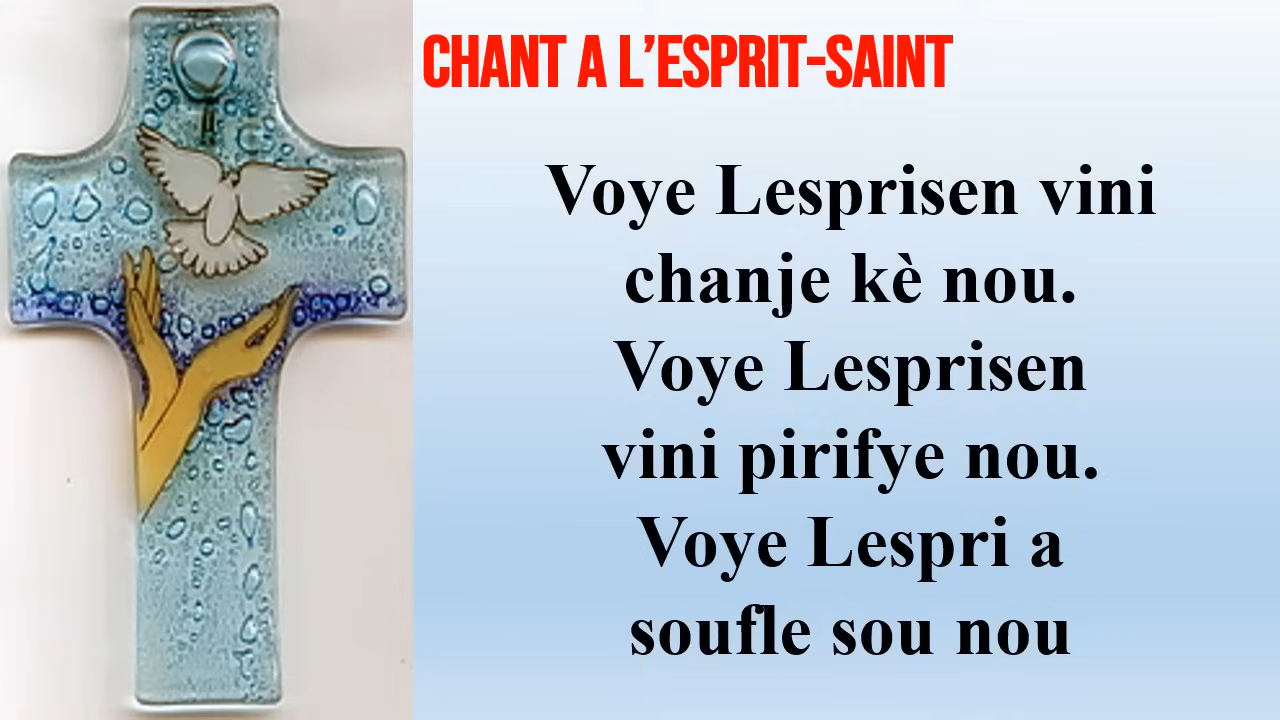 CHANT A L’ESPRIT-SAINT
Voye Lesprisen vini
chanje kè nou.
Voye Lesprisen
vini pirifye nou.
Voye Lespri a
soufle sou nou